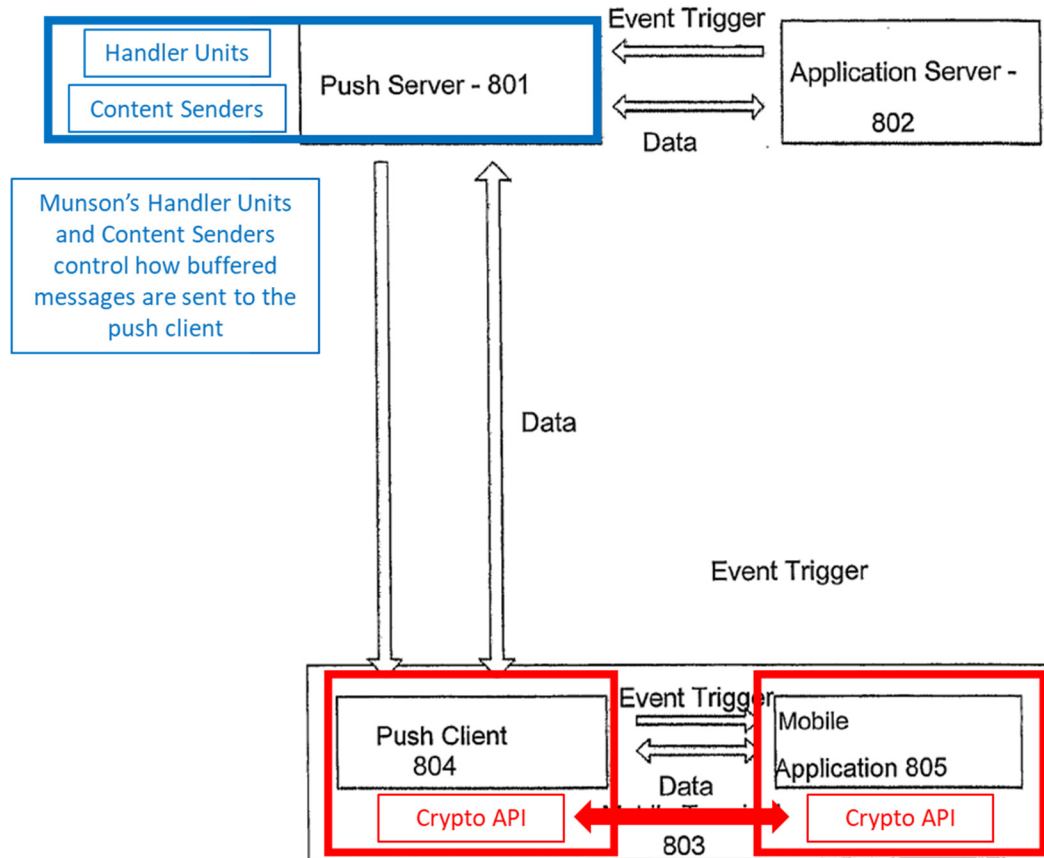 Event Trigger
Handler Units
Content Senders
Push Server - 801
Application Server -
802
Data
Munson's Handler Units
and Content Senders
control how buffered
messages are sent to the
push client
Data
Event Trigger
Event Trigger
Push Client
804
Mobile
Application 805
Data
Crypto API
Crypto API
803